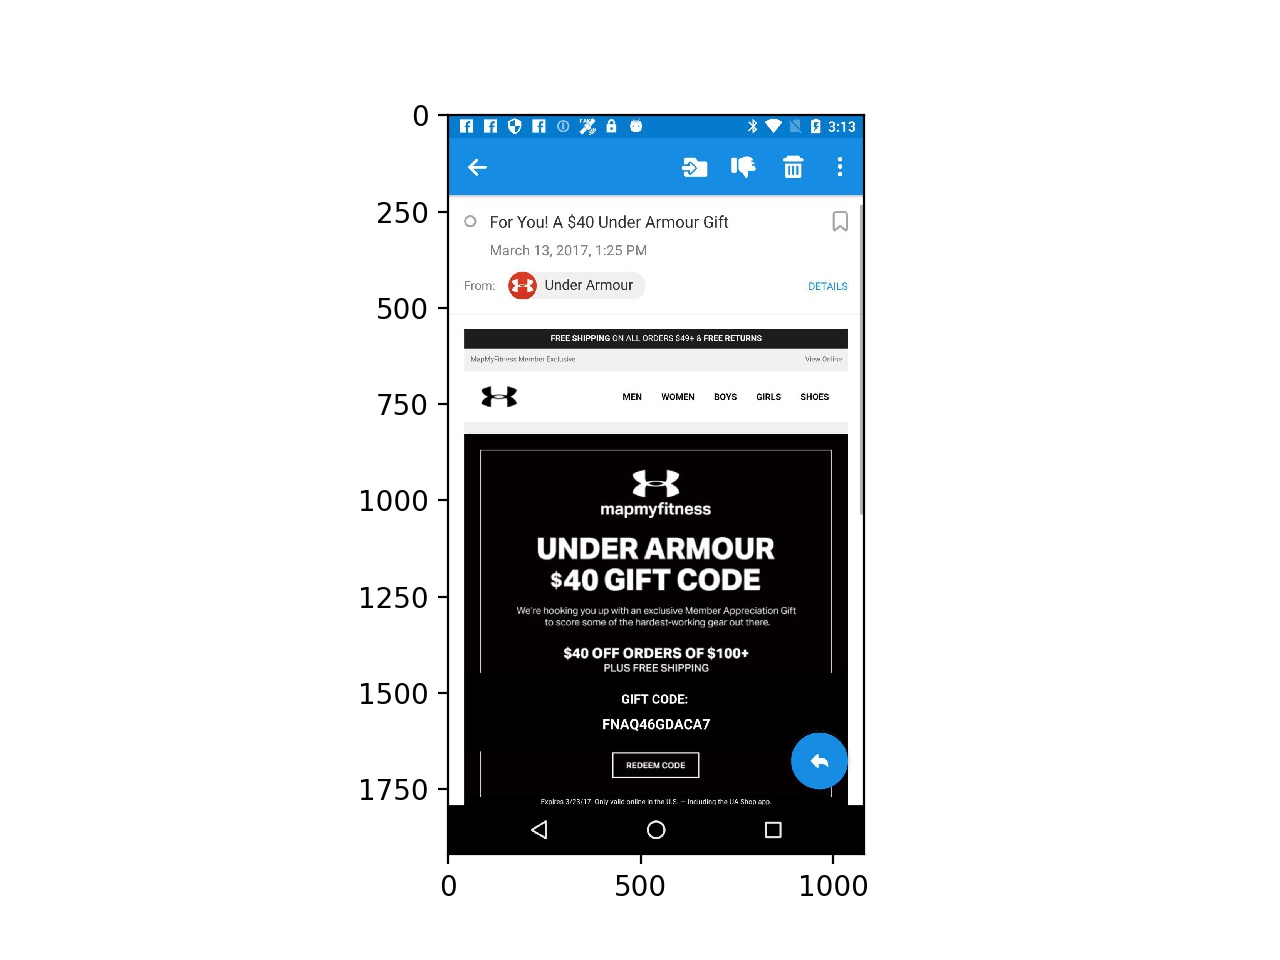 0
250
500
750
1000
1250
1500
1750
0
500
1000
3:13
For You! A $40 Under Armour Gift
March 13, 2017, 1:25 PM
From: Under Armour DETAILS
FREE SHIPPING ON ALL ORDERS $49+ & FREE RETURNS
MapMyFitness Member Exclusive View Online
MEN WOMEN BOYS GIRLS SHOES
mapmyfitness
UNDER ARMOUR
$40 GIFT CODE
We're hooking you up with an exclusive Member Appreciation Gift
to score some of the hardest-working gear out there.
$40 OFF ORDERS OF $100+
PLUS FREE SHIPPING
GIFT CODE:
FNAQ46GDACA7
REDEEM CODE
Expires 3/23/17. Only valid online in the U.S. — including the UA Shop app.